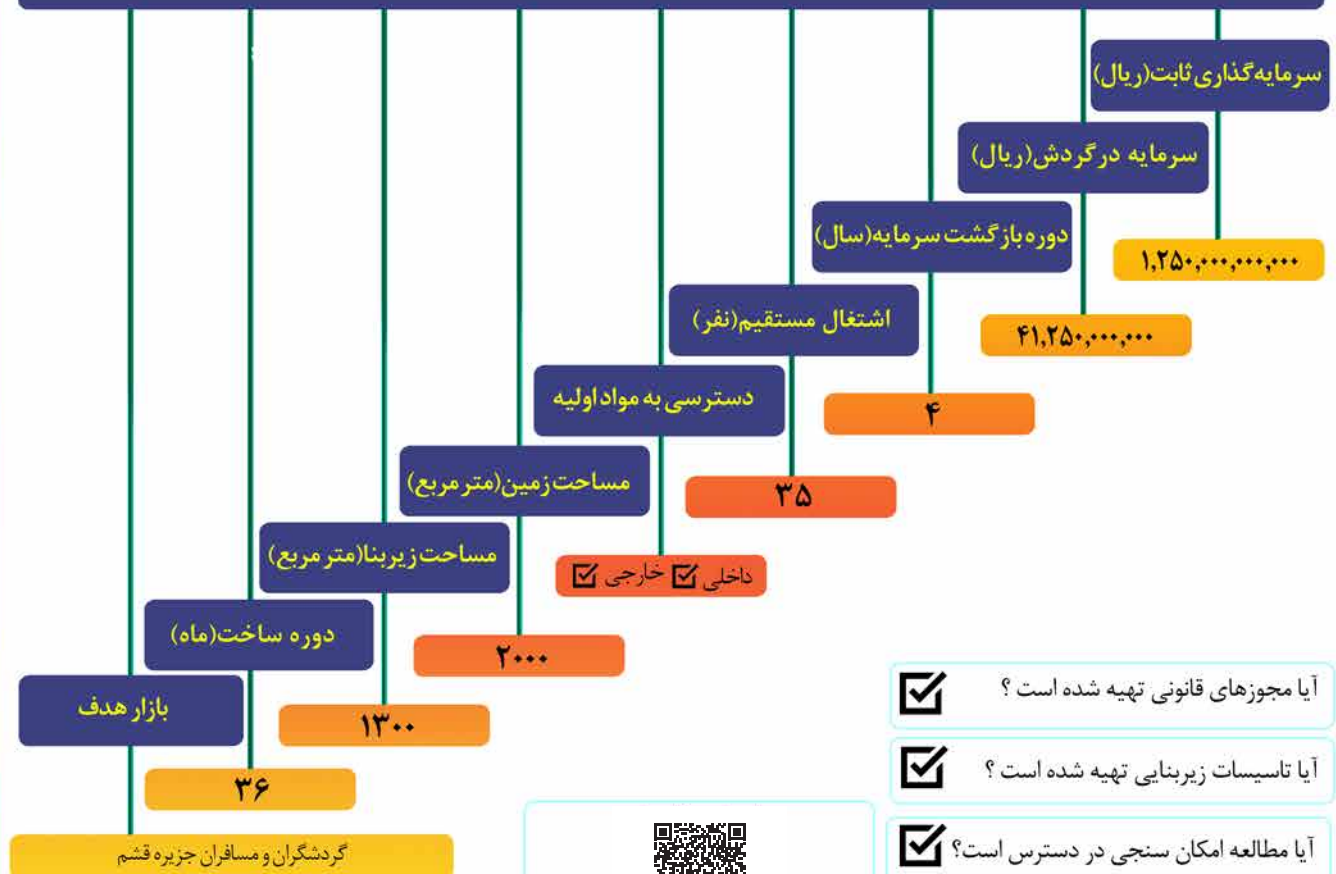 سرمایه‌گذاری ثابت(ریال)
۱,۲۵۰,۰۰۰,۰۰۰,۰۰۰
سرمایه در گردش(ریال)
۴۱,۲۵۰,۰۰۰,۰۰۰
دوره بازگشت سرمایه(سال)
۴
اشتغال مستقیم(نفر)
۳۵
دسترسی به مواد اولیه
داخلی ☑ خارجی ☑
مساحت زمین(متر مربع)
۲۰۰۰
مساحت زیربنا(متر مربع)
۱۳۰۰
دوره ساخت(ماه)
۳۶
بازار هدف
گردشگران و مسافران جزیره قشم
آیا مجوزهای قانونی تهیه شده است ؟ ☑
آیا تاسیسات زیربنایی تهیه شده است ؟ ☑
آیا مطالعه امکان سنجی در دسترس است؟ ☑